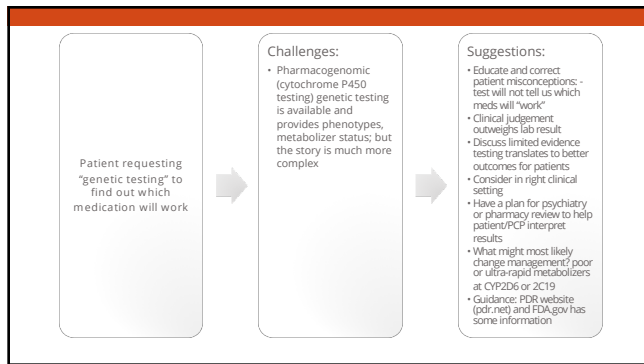 Patient requesting
“genetic testing” to
find out which
medication will work
Challenges:
• Pharmacogenomic
(cytochrome P450
testing) genetic testing
is available and
provides phenotypes,
metabolizer status; but
the story is much more
complex
Suggestions:
• Educate and correct
patient misconceptions: -
test will not tell us which
meds will “work”
• Clinical judgement
outweighs lab result
• Discuss limited evidence
testing translates to better
outcomes for patients
• Consider in right clinical
setting
• Have a plan for psychiatry
or pharmacy review to help
patient/PCP interpret
results
• What might most likely
change management? poor
or ultra-rapid metabolizers
at CYP2D6 or 2C19
• Guidance: PDR website
(pdr.net) and FDA.gov has
some information